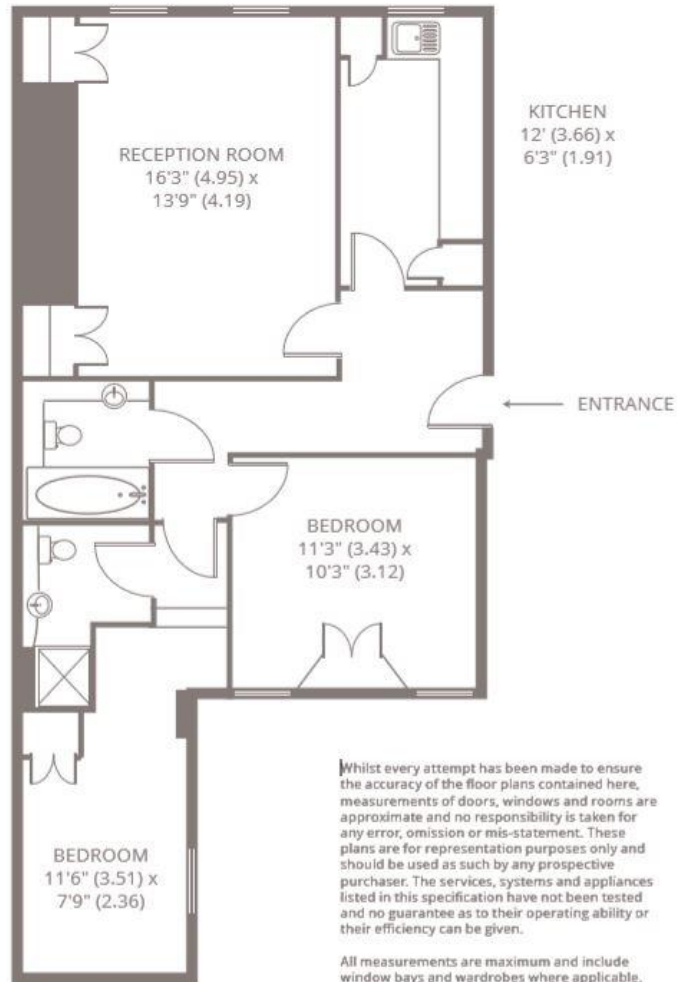 KITCHEN
12' (3.66) x
6'3" (1.91)
RECEPTION ROOM
16'3" (4.95) x
13'9" (4.19)
ENTRANCE
BEDROOM
11'3" (3.43) x
10'3" (3.12)
BEDROOM
11'6" (3.51) x
7'9" (2.36)
Whilst every attempt has been made to ensure
the accuracy of the floor plans contained here,
measurements of doors, windows and rooms are
approximate and no responsibility is taken for
any error, omission or mis-statement. These
plans are for representation purposes only and
should be used as such by any prospective
purchaser. The services, systems and appliances
listed in this specification have not been tested
and no guarantee as to their operating ability or
their efficiency can be given.
All measurements are maximum and include
window bays and wardrobes where applicable.